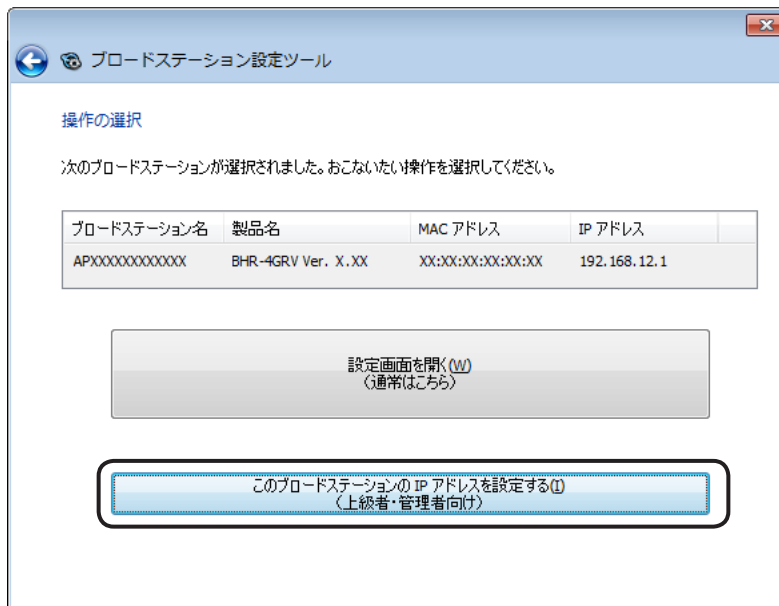 ブロードステーション設定ツール
操作の選択
次のブロードステーションが選択されました。おこないたい操作を選択してください。
ブロードステーション名 製品名 MAC アドレス IP アドレス
APXXXXXXXXXXXX BHR-4GRV Ver. X.XX XX:XX:XX:XX:XX:XX 192.168.12.1
設定画面を開く(W)
(通常はこちら)
このブロードステーションの IP アドレスを設定する(I)
(上級者・管理者向け)